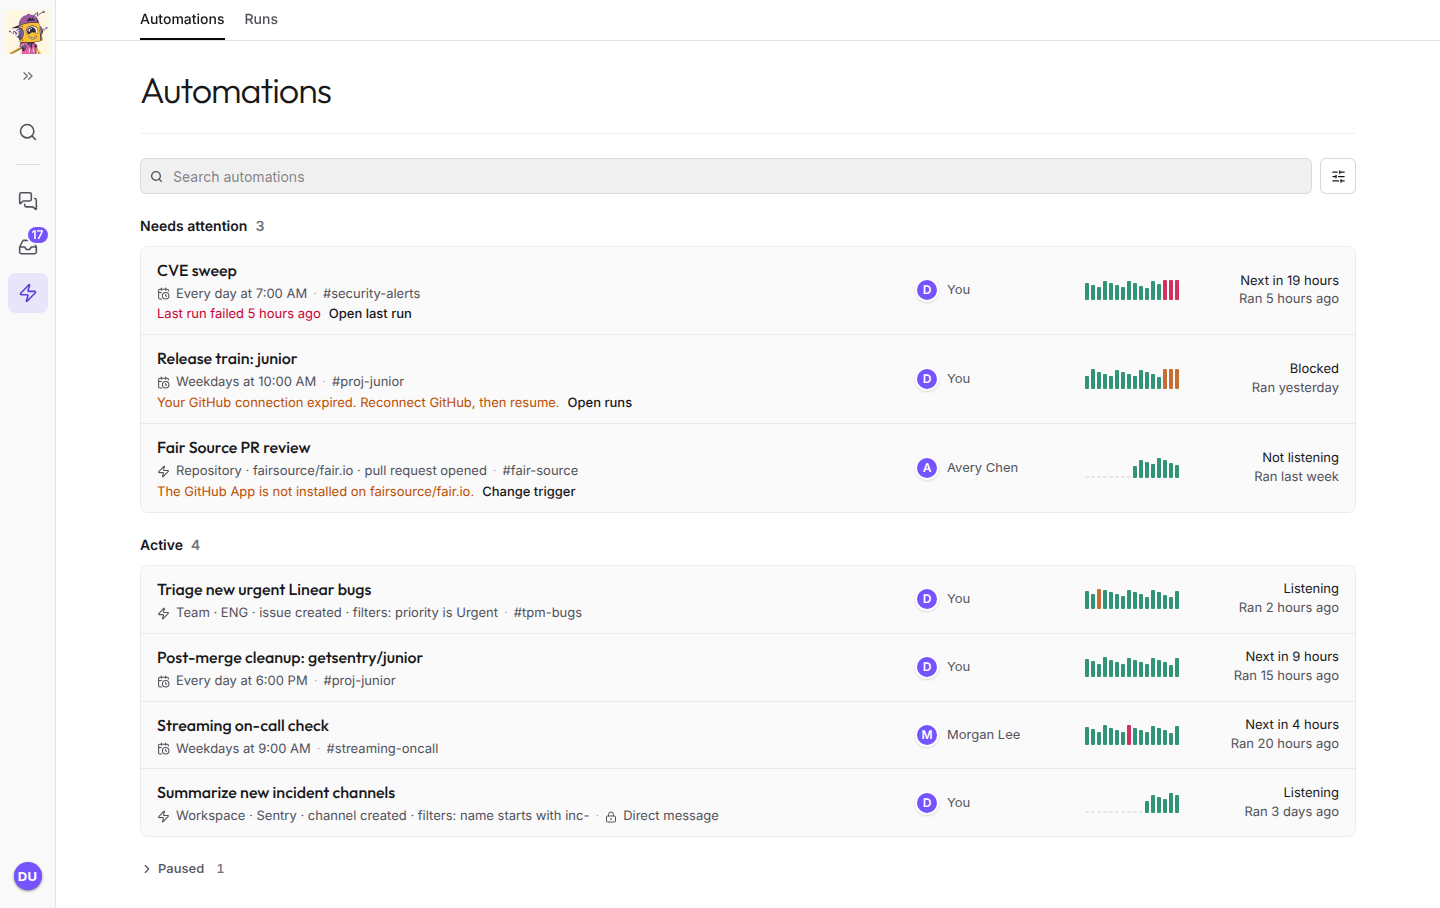 Automations
Runs
Automations
Search automations
17
Needs attention 3
CVE sweep
Every day at 7:00 AM · #security-alerts
Last run failed 5 hours ago Open last run
D You
Next in 19 hours
Ran 5 hours ago
Release train: junior
Weekdays at 10:00 AM · #proj-junior
Your GitHub connection expired. Reconnect GitHub, then resume. Open runs
D You
Blocked
Ran yesterday
Fair Source PR review
Repository · fairsource/fair.io · pull request opened · #fair-source
The GitHub App is not installed on fairsource/fair.io. Change trigger
A Avery Chen
Not listening
Ran last week
Active 4
Triage new urgent Linear bugs
Team · ENG · issue created · filters: priority is Urgent · #tpm-bugs
D You
Listening
Ran 2 hours ago
Post-merge cleanup: getsentry/junior
Every day at 6:00 PM · #proj-junior
D You
Next in 9 hours
Ran 15 hours ago
Streaming on-call check
Weekdays at 9:00 AM · #streaming-oncall
M Morgan Lee
Next in 4 hours
Ran 20 hours ago
Summarize new incident channels
Workspace · Sentry · channel created · filters: name starts with inc- · Direct message
D You
Listening
Ran 3 days ago
Paused 1
DU